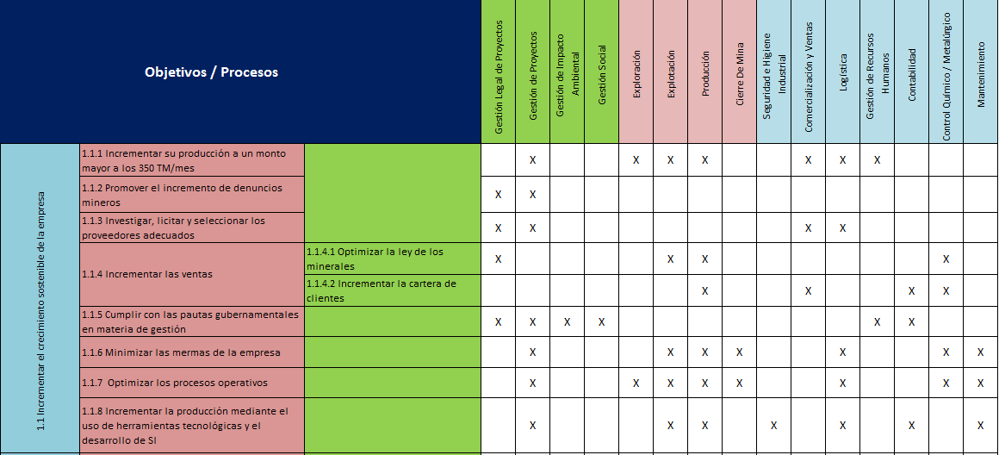 Objetivos / Procesos
Gestión Legal de Proyectos
Gestión de Proyectos
Gestión de Impacto
Ambiental
Gestión Social
Exploración
Explotación
Producción
Cierre De Mina
Seguridad e Higiene
Industrial
Comercialización y Ventas
Logística
Gestión de Recursos
Humanos
Contabilidad
Control Químico / Metalúrgico
Mantenimiento
1.1 Incrementar el crecimiento sostenible de la empresa
1.1.1 Incrementar su producción a un monto
mayor a los 350 TM/mes
X X X X X X X
1.1.2 Promover el incremento de denuncios
mineros
X X
1.1.3 Investigar, licitar y seleccionar los
proveedores adecuados
X X X X
1.1.4 Incrementar las ventas
1.1.4.1 Optimizar la ley de los
minerales
X X X X
1.1.4.2 Incrementar la cartera de
clientes
X X X X
1.1.5 Cumplir con las pautas gubernamentales
en materia de gestión
X X X X X X
1.1.6 Minimizar las mermas de la empresa
X X X X X X X
1.1.7 Optimizar los procesos operativos
X X X X X X X X
1.1.8 Incrementar la producción mediante el
uso de herramientas tecnológicas y el
desarrollo de SI
X X X X X X X